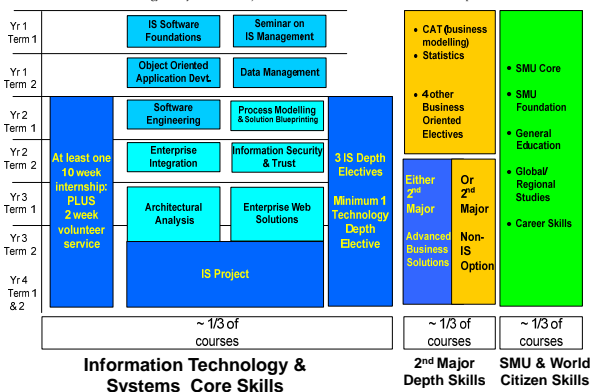 Yr 1
Term 1
IS Software
Foundations
Seminar on
IS Management
Yr 1
Term 2
Object Oriented
Application Devt.
Data Management
Yr 2
Term 1
Software
Engineering
Process Modelling
& Solution Blueprinting
Yr 2
Term 2
Enterprise
Integration
Information Security
& Trust
Yr 3
Term 1
Architectural
Analysis
Enterprise Web
Solutions
Yr 3
Term 2
Yr 4
Term 1
& 2
IS Project
At least one
10 week
internship:
PLUS
2 week
volunteer
service
3 IS Depth
Electives
Minimum 1
Technology
Depth
Elective
• CAT (business
modelling)
• Statistics
• 4 other
Business
Oriented
Electives
Either
2nd
Major
Advanced
Business
Solutions
Or
2nd
Major
Non-
IS
Option
• SMU Core
• SMU
Foundation
• General
Education
• Global/
Regional
Studies
• Career Skills
~ 1/3 of
courses
~ 1/3 of
courses
~ 1/3 of
courses
Information Technology &
Systems Core Skills
2nd Major
Depth Skills
SMU & World
Citizen Skills